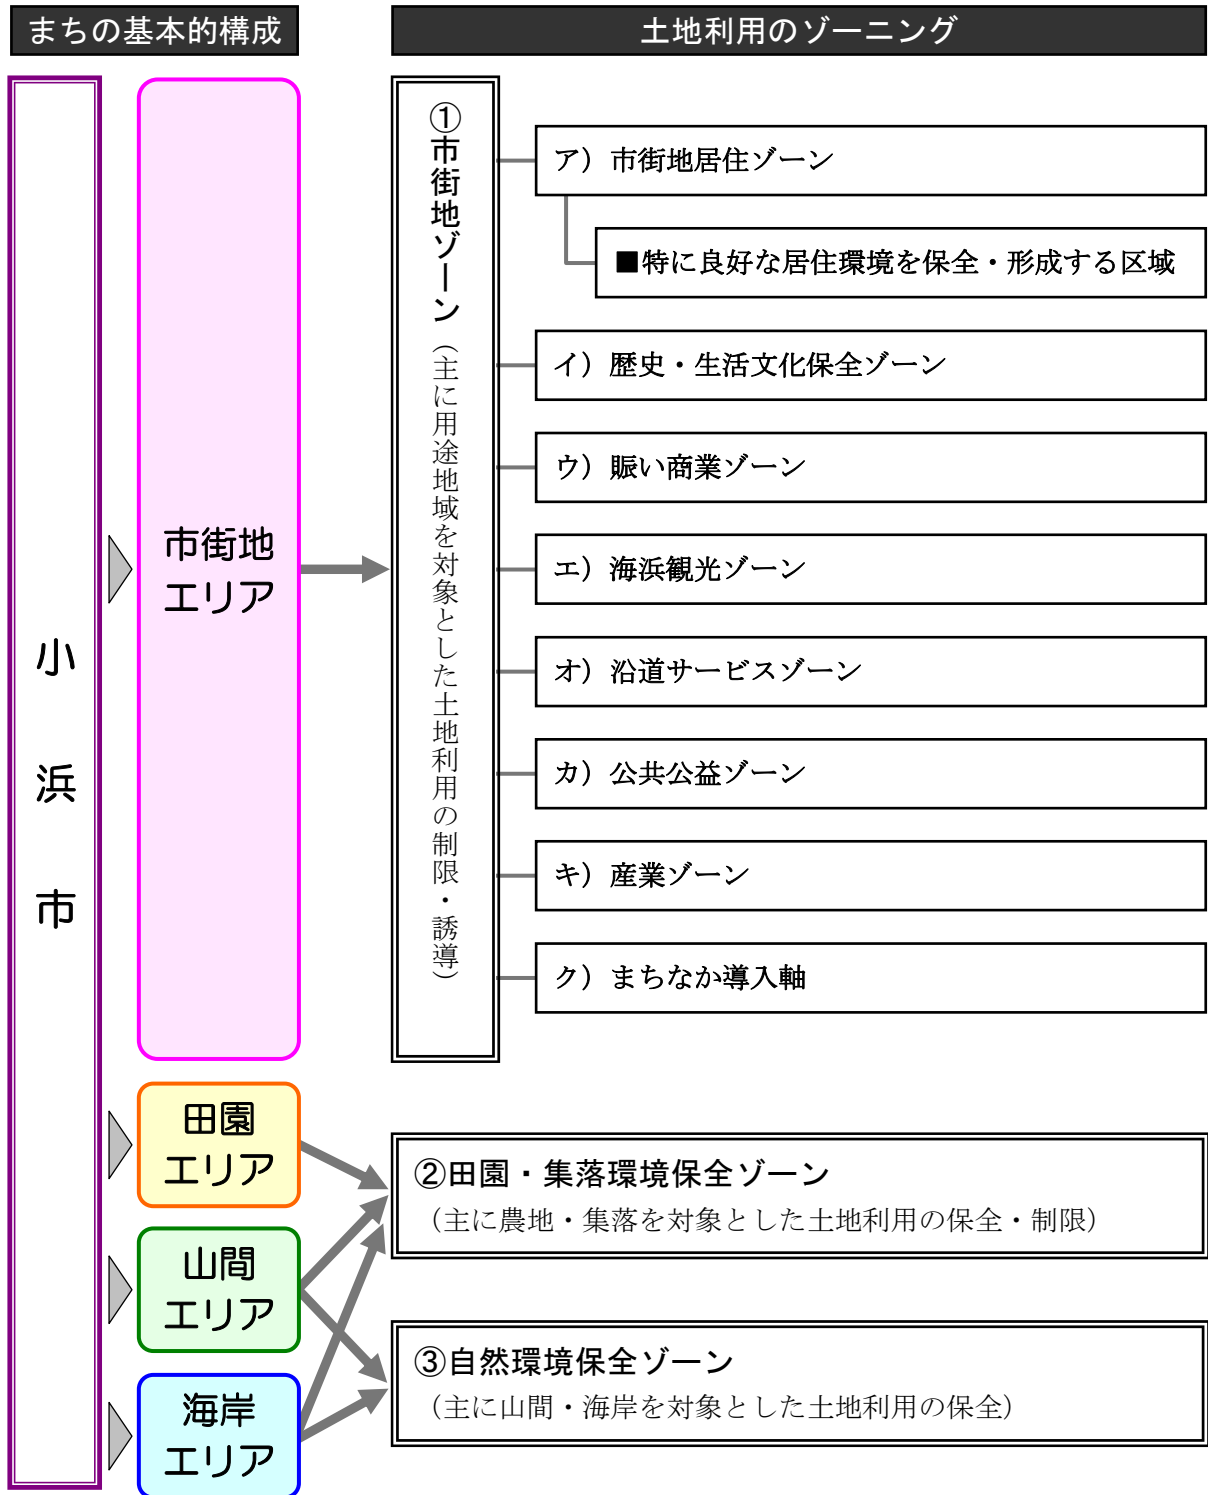 まちの基本的構成
土地利用のゾーニング
小浜市
市街地
エリア
①市街地ゾーン（主に用途地域を対象とした土地利用の制限・誘導）
ア）市街地居住ゾーン
■特に良好な居住環境を保全・形成する区域
イ）歴史・生活文化保全ゾーン
ウ）賑い商業ゾーン
エ）海浜観光ゾーン
オ）沿道サービスゾーン
カ）公共公益ゾーン
キ）産業ゾーン
ク）まちなか導入軸
田園
エリア
山間
エリア
海岸
エリア
②田園・集落環境保全ゾーン
（主に農地・集落を対象とした土地利用の保全・制限）
③自然環境保全ゾーン
（主に山間・海岸を対象とした土地利用の保全）